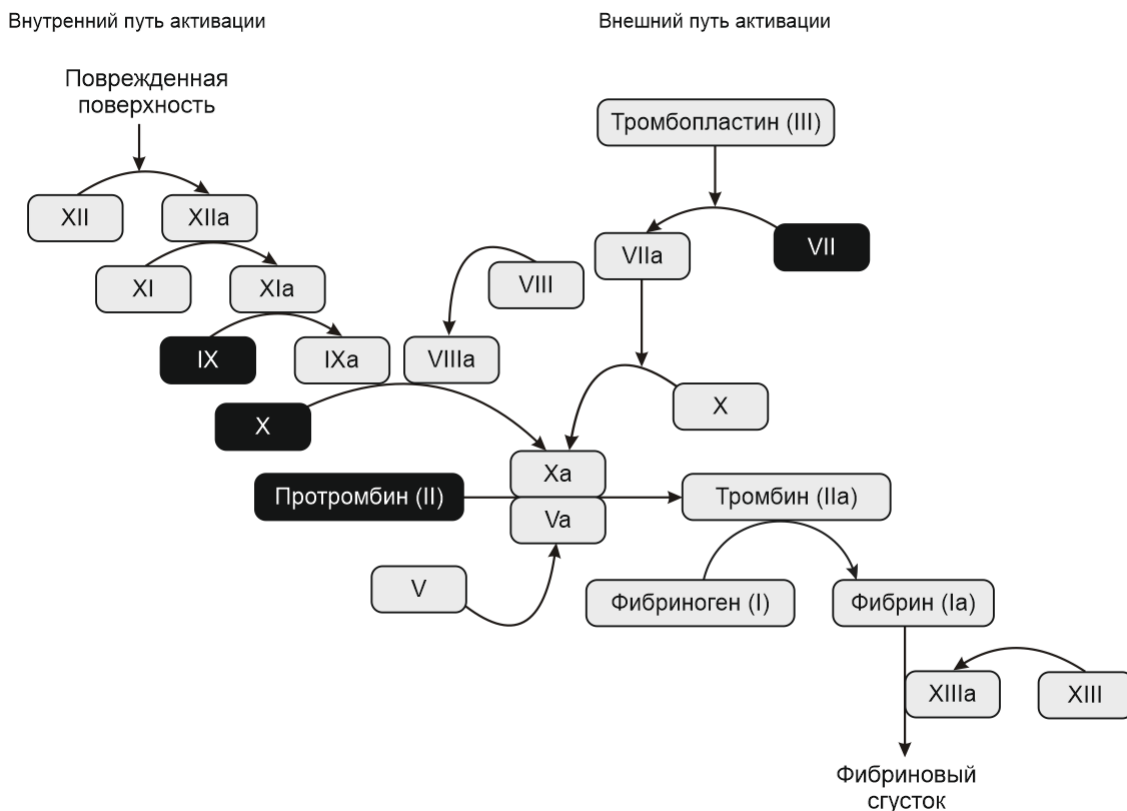 Внутренний путь активации
Внешний путь активации
Поврежденная
поверхность
Тромбопластин (III)
XII
XIIa
VIIa
VII
XI
XIa
VIII
IX
IXa
VIIIa
X
X
Xa
Протромбин (II)
Тромбин (IIa)
Va
V
Фибриноген (I)
Фибрин (Ia)
XIIIa
XIII
Фибриновый
сгусток